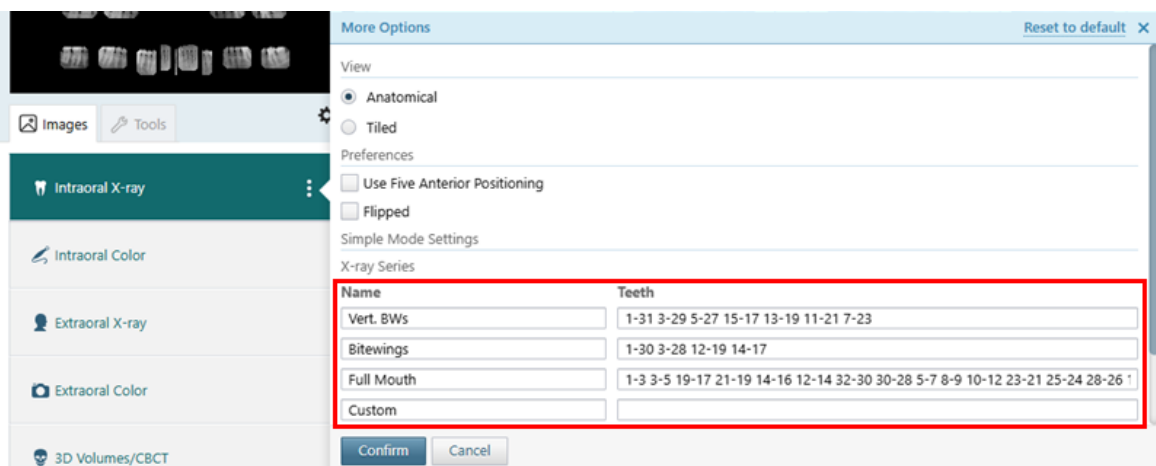 More Options
Reset to default
View
Anatomical
Tiled
Preferences
Use Five Anterior Positioning
Flipped
Simple Mode Settings
X-ray Series
Name Teeth
Vert. BWs 1-31 3-29 5-27 15-17 13-19 11-21 7-23
Bitewings 1-30 3-28 12-19 14-17
Full Mouth 1-3 3-5 19-17 21-19 14-16 12-14 32-30 30-28 5-7 8-9 10-12 23-21 25-24 28-26
Custom
Confirm Cancel
Images Tools
Intraoral X-ray
Intraoral Color
Extraoral X-ray
Extraoral Color
3D Volumes/CBCT